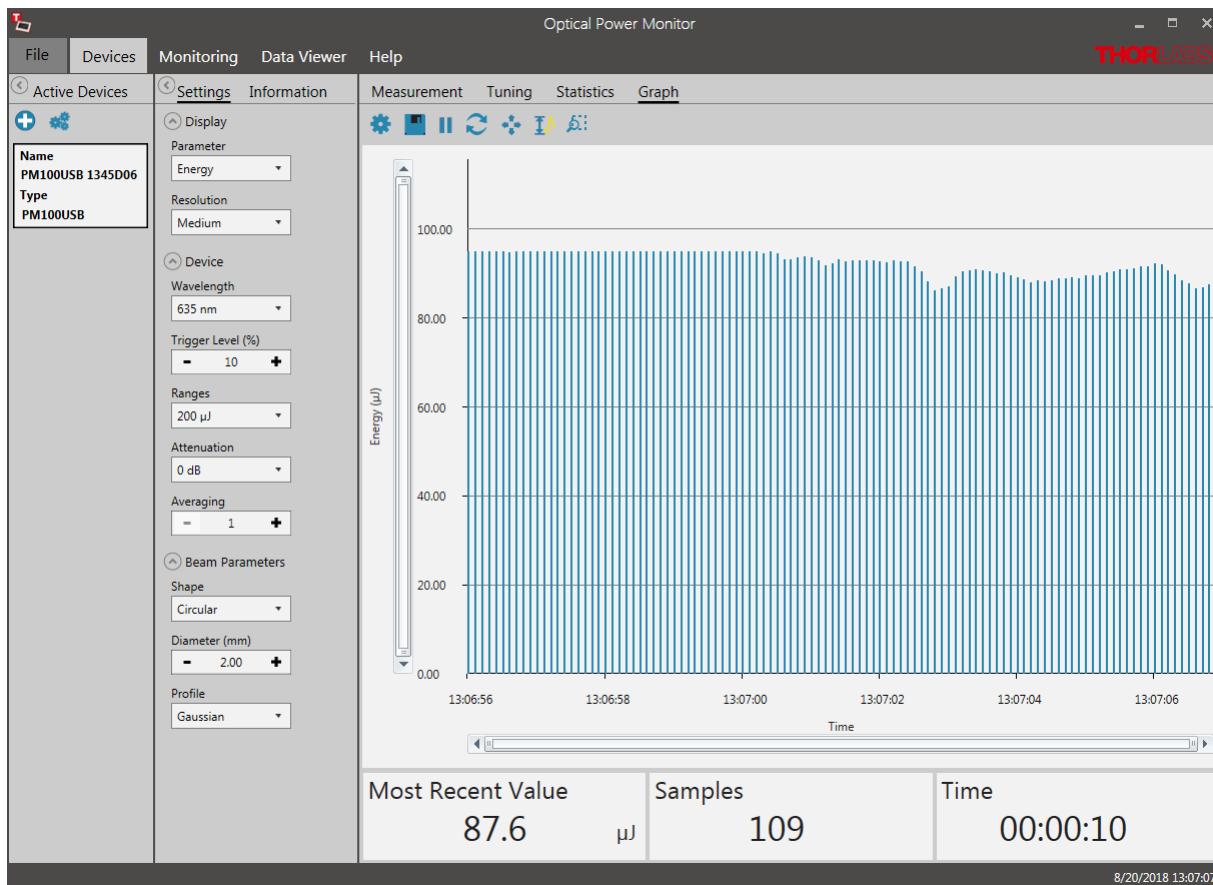 Optical Power Monitor
File Devices Monitoring Data Viewer Help
THORLABS
Active Devices
Name
PM100USB 1345D06
Type
PM100USB
Settings Information
Display
Parameter
Energy
Resolution
Medium
Device
Wavelength
635 nm
Trigger Level (%)
- 10 +
Ranges
200 µJ
Attenuation
0 dB
Averaging
- 1 +
Beam Parameters
Shape
Circular
Diameter (mm)
- 2.00 +
Profile
Gaussian
Measurement Tuning Statistics Graph
Energy (µJ)
100.00
80.00
60.00
40.00
20.00
0.00
13:06:56 13:06:58 13:07:00 13:07:02 13:07:04 13:07:06
Time
Most Recent Value
87.6 µJ
Samples
109
Time
00:00:10
8/20/2018 13:07:07